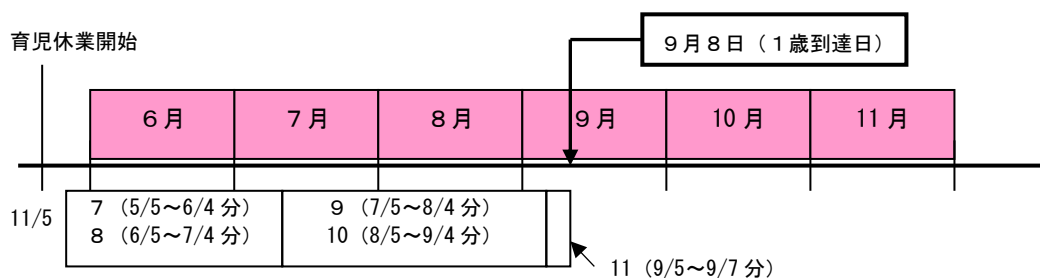 育児休業開始
９月８日（１歳到達日）
６月
７月
８月
９月
10月
11月
11/5
７（5/5～6/4 分）
８（6/5～7/4 分）
９（7/5～8/4 分）
10（8/5～9/4 分）
11（9/5～9/7 分）